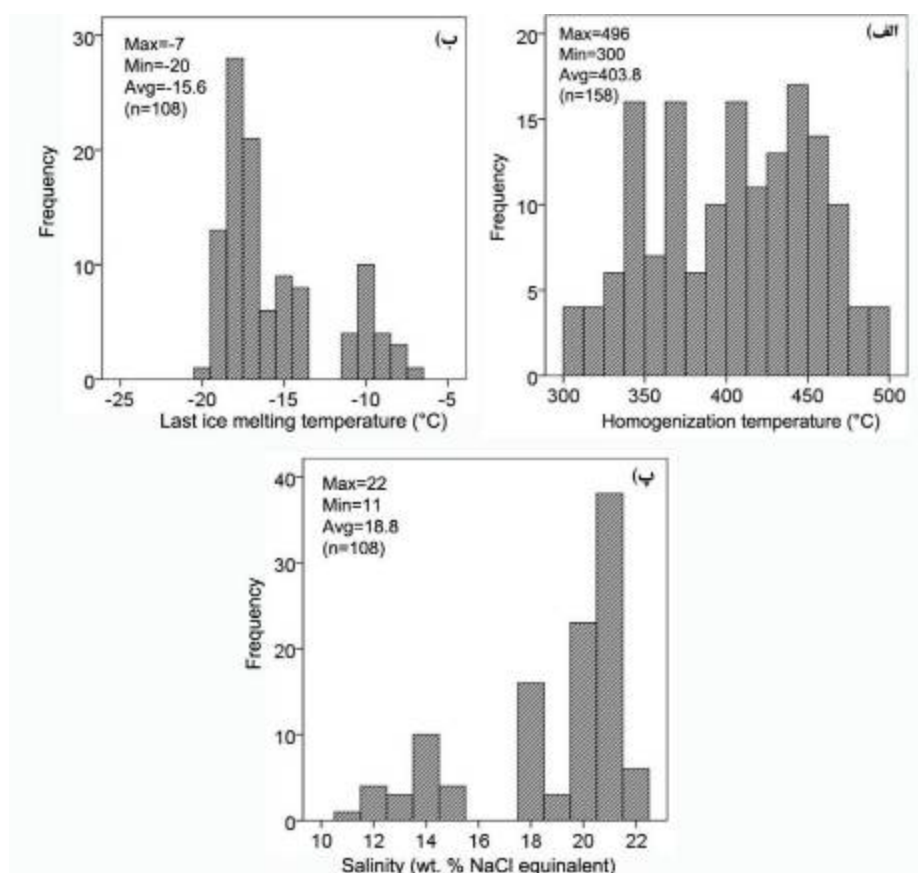 ب)
Max=-7
Min=-20
Avg=-15.6
(n=108)
Frequency
30
20
10
0
-25 -20 -15 -10 -5
Last ice melting temperature (°C)
الف)
Max=496
Min=300
Avg=403.8
(n=158)
Frequency
20
15
10
5
0
300 350 400 450 500
Homogenization temperature (°C)
پ)
Max=22
Min=11
Avg=18.8
(n=108)
Frequency
40
30
20
10
0
10 12 14 16 18 20 22
Salinity (wt. % NaCl equinalent)